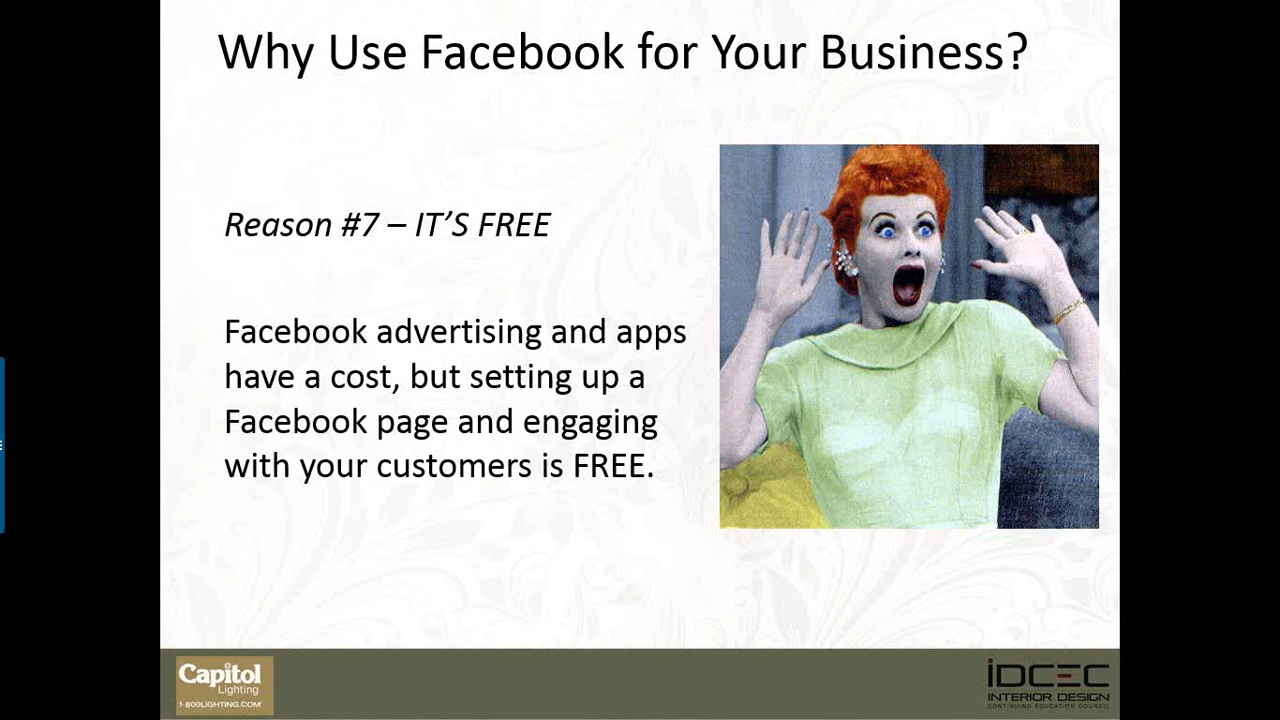 Why Use Facebook for Your Business?
Reason #7 – IT’S FREE
Facebook advertising and apps
have a cost, but setting up a
Facebook page and engaging
with your customers is FREE.
Capitol
Lighting
1·800LIGHTING.COM
IDCEC
INTERIOR DESIGN
CONTINUING EDUCATION COUNCIL